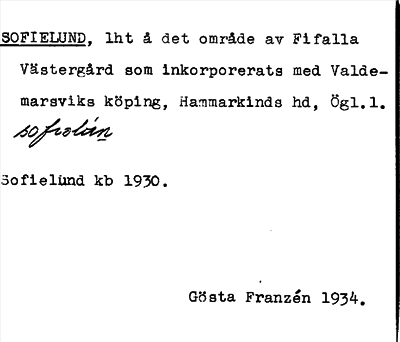 SOFIELUND, lht å det område av Fifalla
Västergård som inkorporerats med Valde-
marsviks köping, Hammarkinds hd, Ögl.l.
Sofielund kb 1930.
Gösta Franzén 1934.